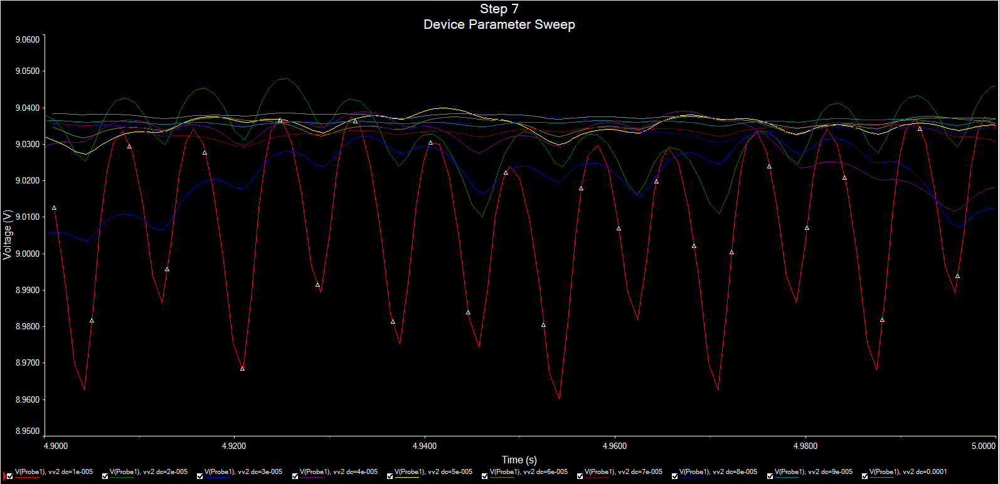 Step 7
Device Parameter Sweep
9.0600
9.0500
9.0400
9.0300
9.0200
9.0100
9.0000
8.9900
8.9800
8.9700
8.9600
8.9500
Voltage (V)
4.9000 4.9200 4.9400 4.9600 4.9800 5.0000
Time (s)
V(Probe1), vv2 dc=1e-005 V(Probe1), vv2 dc=2e-005 V(Probe1), vv2 dc=3e-005 V(Probe1), vv2 dc=4e-005 V(Probe1), vv2 dc=5e-005 V(Probe1), vv2 dc=6e-005 V(Probe1), vv2 dc=7e-005 V(Probe1), vv2 dc=8e-005 V(Probe1), vv2 dc=9e-005 V(Probe1), vv2 dc=0.0001